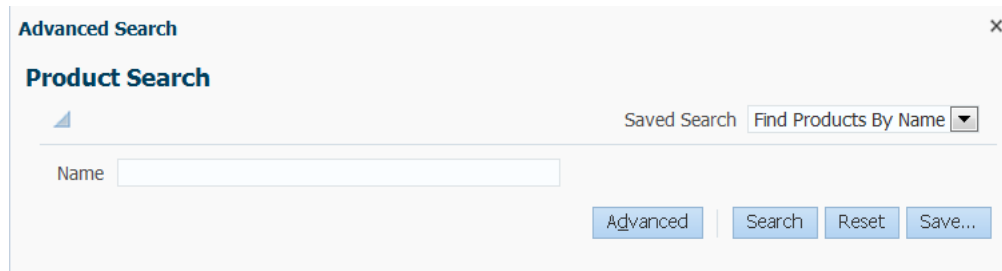 Advanced Search
Product Search
Saved Search Find Products By Name
Name
Advanced Search Reset Save...